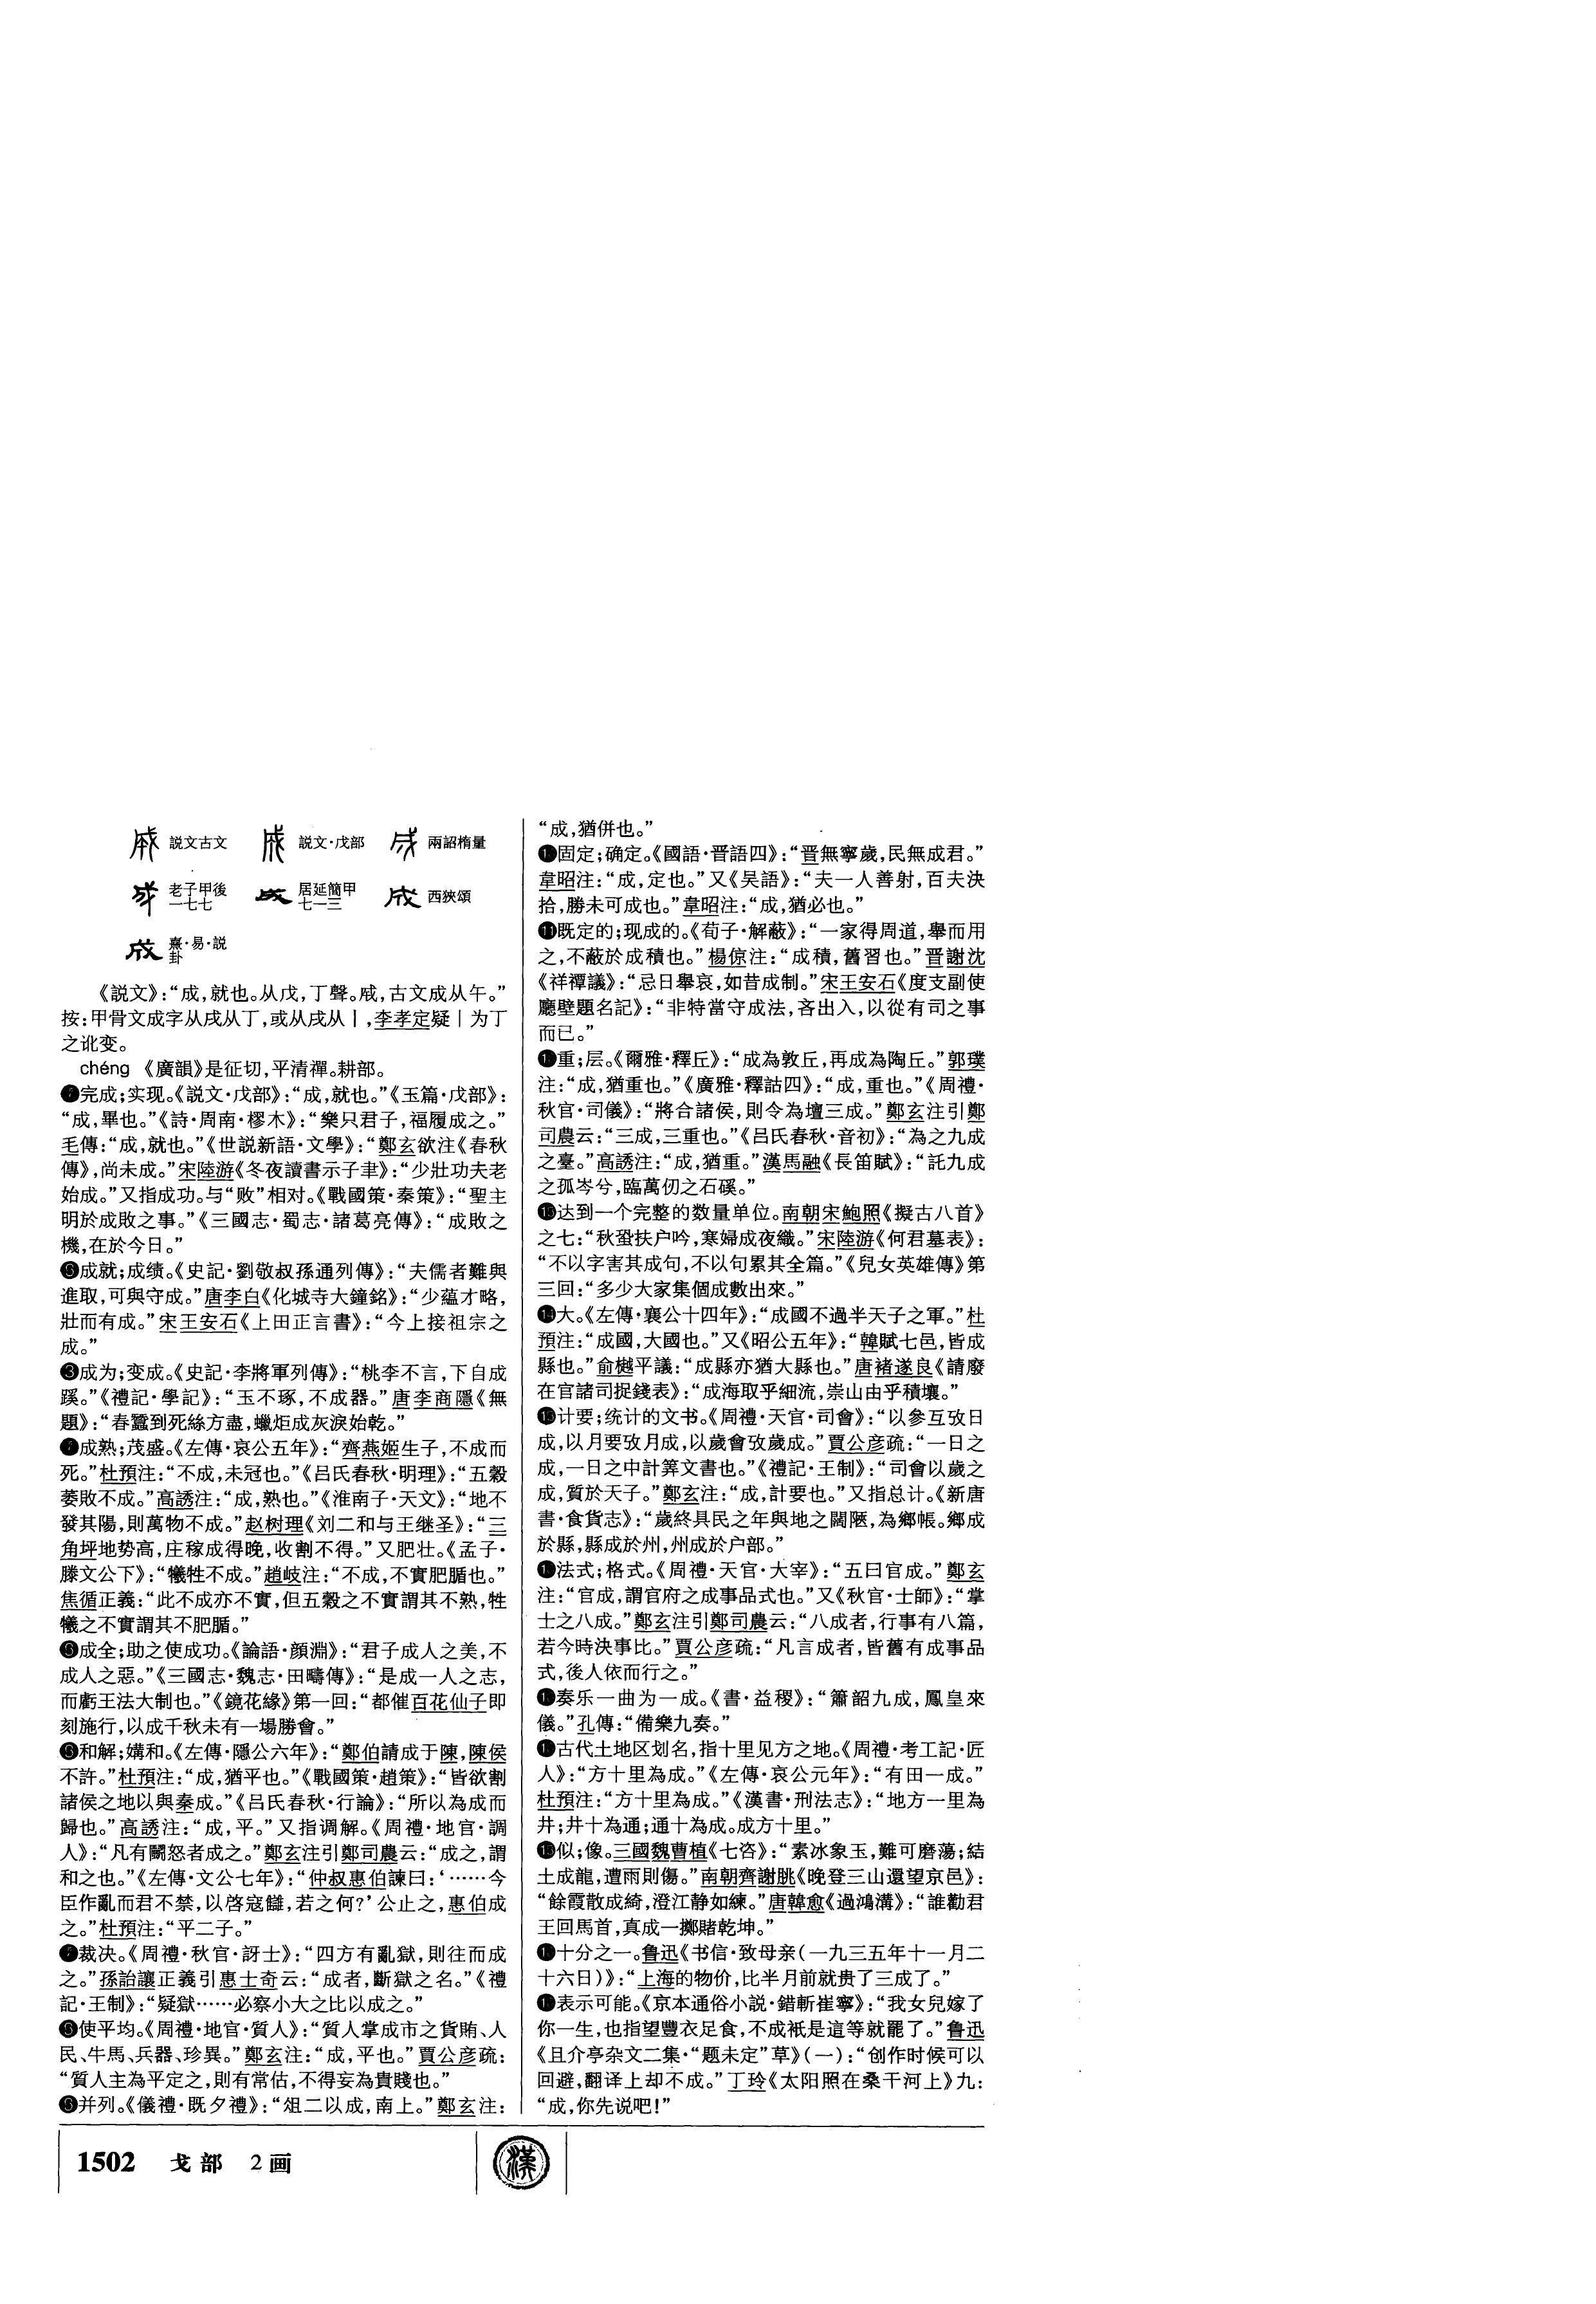 説文古文 説文·戊部 兩詔楕量
老子甲後一七七 居延簡甲七一三 西狹頌
熹·易·説卦
《説文》：“成，就也。从戊，丁聲。𢦩，古文成从午。”
按：甲骨文成字从戌从丁，或从戌从丨，李孝定疑丨为丁
之讹变。
chéng 《廣韻》是征切，平清禪。耕部。
完成；实现。《説文·戊部》：“成，就也。”《玉篇·戊部》：
“成，畢也。”《詩·周南·樛木》：“樂只君子，福履成之。”
毛傳：“成，就也。”《世説新語·文學》：“鄭玄欲注《春秋
傳》，尚未成。”宋陸游《冬夜讀書示子聿》：“少壯功夫老
始成。”又指成功。与“败”相对。《戰國策·秦策》：“聖主
明於成敗之事。”《三國志·蜀志·諸葛亮傳》：“成敗之
機，在於今日。”
成就；成绩。《史記·劉敬叔孫通列傳》：“夫儒者難與
進取，可與守成。”唐李白《化城寺大鐘銘》：“少藴才略，
壯而有成。”宋王安石《上田正言書》：“今上接祖宗之
成。”
❸成为；变成。《史記·李將軍列傳》：“桃李不言，下自成
蹊。”《禮記·學記》：“玉不琢，不成器。”唐李商隱《無
題》：“春蠶到死絲方盡，蠟炬成灰淚始乾。”
成熟；茂盛。《左傳·哀公五年》：“齊燕姬生子，不成而
死。”杜預注：“不成，未冠也。”《吕氏春秋·明理》：“五穀
萎敗不成。”高誘注：“成，熟也。”《淮南子·天文》：“地不
發其陽，則萬物不成。”赵树理《刘二和与王继圣》：“三
角坪地势高，庄稼成得晚，收割不得。”又肥壮。《孟子·
滕文公下》：“犧牲不成。”趙岐注：“不成，不實肥腯也。”
焦循正義：“此不成亦不實，但五穀之不實謂其不熟，牲
犧之不實謂其不肥腯。”
成全；助之使成功。《論語·顔淵》：“君子成人之美，不
成人之惡。”《三國志·魏志·田疇傳》：“是成一人之志，
而虧王法大制也。”《鏡花緣》第一回：“都催百花仙子即
刻施行，以成千秋未有一場勝會。”
和解；媾和。《左傳·隱公六年》：“鄭伯請成于陳，陳侯
不許。”杜預注：“成，猶平也。”《戰國策·趙策》：“皆欲割
諸侯之地以與秦成。”《吕氏春秋·行論》：“所以為成而
歸也。”高誘注：“成，平。”又指调解。《周禮·地官·調
人》：“凡有鬭怒者成之。”鄭玄注引鄭司農云：“成之，謂
和之也。”《左傳·文公七年》：“仲叔惠伯諫曰：‘……今
臣作亂而君不禁，以啓寇讎，若之何？’公止之，惠伯成
之。”杜預注：“平二子。”
裁决。《周禮·秋官·訝士》：“四方有亂獄，則往而成
之。”孫詒讓正義引惠士奇云：“成者，斷獄之名。”《禮
記·王制》：“疑獄……必察小大之比以成之。”
使平均。《周禮·地官·質人》：“質人掌成市之貨賄、人
民、牛馬、兵器、珍異。”鄭玄注：“成，平也。”賈公彦疏：
“質人主為平定之，則有常估，不得妄為貴賤也。”
并列。《儀禮·既夕禮》：“俎二以成，南上。”鄭玄注：
“成，猶併也。”
固定；确定。《國語·晋語四》：“晋無寧歲，民無成君。”
韋昭注：“成，定也。”又《吴語》：“夫一人善射，百夫決
拾，勝未可成也。”韋昭注：“成，猶必也。”
⓫既定的；现成的。《荀子·解蔽》：“一家得周道，舉而用
之，不蔽於成積也。”楊倞注：“成積，舊習也。”晋謝沈
《祥禫議》：“忌日舉哀，如昔成制。”宋王安石《度支副使
廳壁題名記》：“非特當守成法，吝出入，以從有司之事
而已。”
重；层。《爾雅·釋丘》：“成為敦丘，再成為陶丘。”郭璞
注：“成，猶重也。”《廣雅·釋詁四》：“成，重也。”《周禮·
秋官·司儀》：“將合諸侯，則令為壇三成。”鄭玄注引鄭
司農云：“三成，三重也。”《吕氏春秋·音初》：“為之九成
之臺。”高誘注：“成，猶重。”漢馬融《長笛賦》：“託九成
之孤岑兮，臨萬仞之石磎。”
达到一个完整的数量单位。南朝宋鮑照《擬古八首》
之七：“秋蛩扶户吟，寒婦成夜織。”宋陸游《何君墓表》：
“不以字害其成句，不以句累其全篇。”《兒女英雄傳》第
三回：“多少大家集個成數出來。”
⓮大。《左傳·襄公十四年》：“成國不過半天子之軍。”杜
預注：“成國，大國也。”又《昭公五年》：“韓賦七邑，皆成
縣也。”俞樾平議：“成縣亦猶大縣也。”唐褚遂良《請廢
在官諸司捉錢表》：“成海取乎細流，崇山由乎積壤。”
计要；统计的文书。《周禮·天官·司會》：“以參互攷日
成，以月要攷月成，以歲會攷歲成。”賈公彦疏：“一日之
成，一日之中計筭文書也。”《禮記·王制》：“司會以歲之
成，質於天子。”鄭玄注：“成，計要也。”又指总计。《新唐
書·食貨志》：“歲終具民之年與地之闊陿，為鄉帳。鄉成
於縣，縣成於州，州成於户部。”
法式；格式。《周禮·天官·大宰》：“五曰官成。”鄭玄
注：“官成，謂官府之成事品式也。”又《秋官·士師》：“掌
士之八成。”鄭玄注引鄭司農云：“八成者，行事有八篇，
若今時決事比。”賈公彦疏：“凡言成者，皆舊有成事品
式，後人依而行之。”
奏乐一曲为一成。《書·益稷》：“簫韶九成，鳳皇來
儀。”孔傳：“備樂九奏。”
古代土地区划名，指十里见方之地。《周禮·考工記·匠
人》：“方十里為成。”《左傳·哀公元年》：“有田一成。”
杜預注：“方十里為成。”《漢書·刑法志》：“地方一里為
井；井十為通；通十為成。成方十里。”
似；像。三國魏曹植《七咨》：“素冰象玉，難可磨蕩；結
土成龍，遭雨則傷。”南朝齊謝朓《晚登三山還望京邑》：
“餘霞散成綺，澄江静如練。”唐韓愈《過鴻溝》：“誰勸君
王回馬首，真成一擲賭乾坤。”
十分之一。鲁迅《书信·致母亲（一九三五年十一月二
十六日）》：“上海的物价，比半月前就贵了三成了。”
表示可能。《京本通俗小説·錯斬崔寧》：“我女兒嫁了
你一生，也指望豐衣足食，不成衹是這等就罷了。”鲁迅
《且介亭杂文二集·“题未定”草》（一）：“创作时候可以
回避，翻译上却不成。”丁玲《太阳照在桑干河上》九：
“成，你先说吧！”
1502 戈部 2画 漢